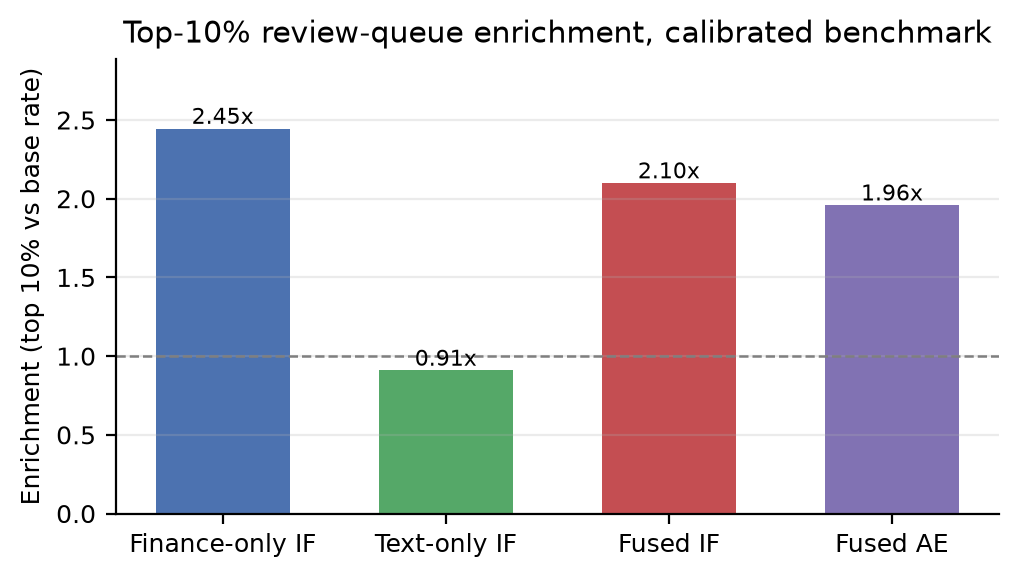 Top-10% review-queue enrichment, calibrated benchmark
Enrichment (top 10% vs base rate)
2.5
2.0
1.5
1.0
0.5
0.0
2.45x
0.91x
2.10x
1.96x
Finance-only IF
Text-only IF
Fused IF
Fused AE